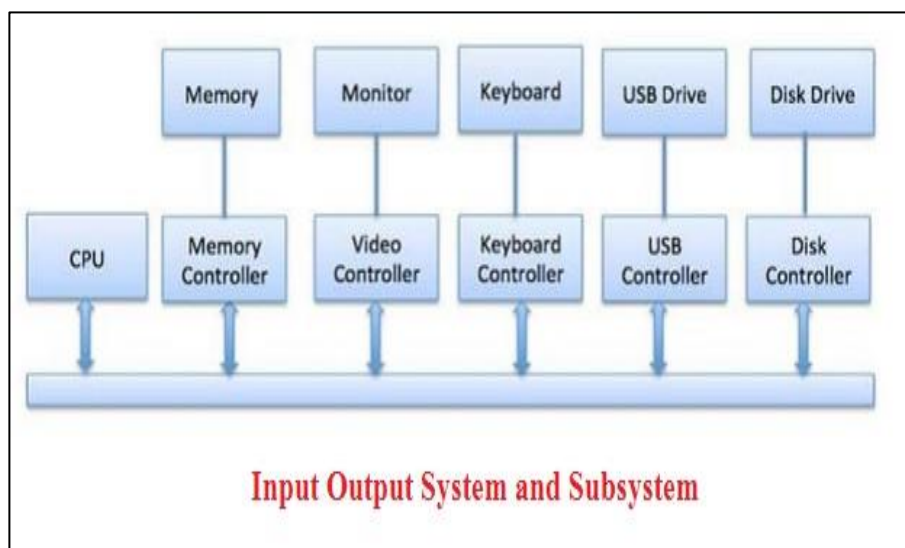 Memory
Monitor
Keyboard
USB Drive
Disk Drive
CPU
Memory
Controller
Video
Controller
Keyboard
Controller
USB
Controller
Disk
Controller
Input Output System and Subsystem